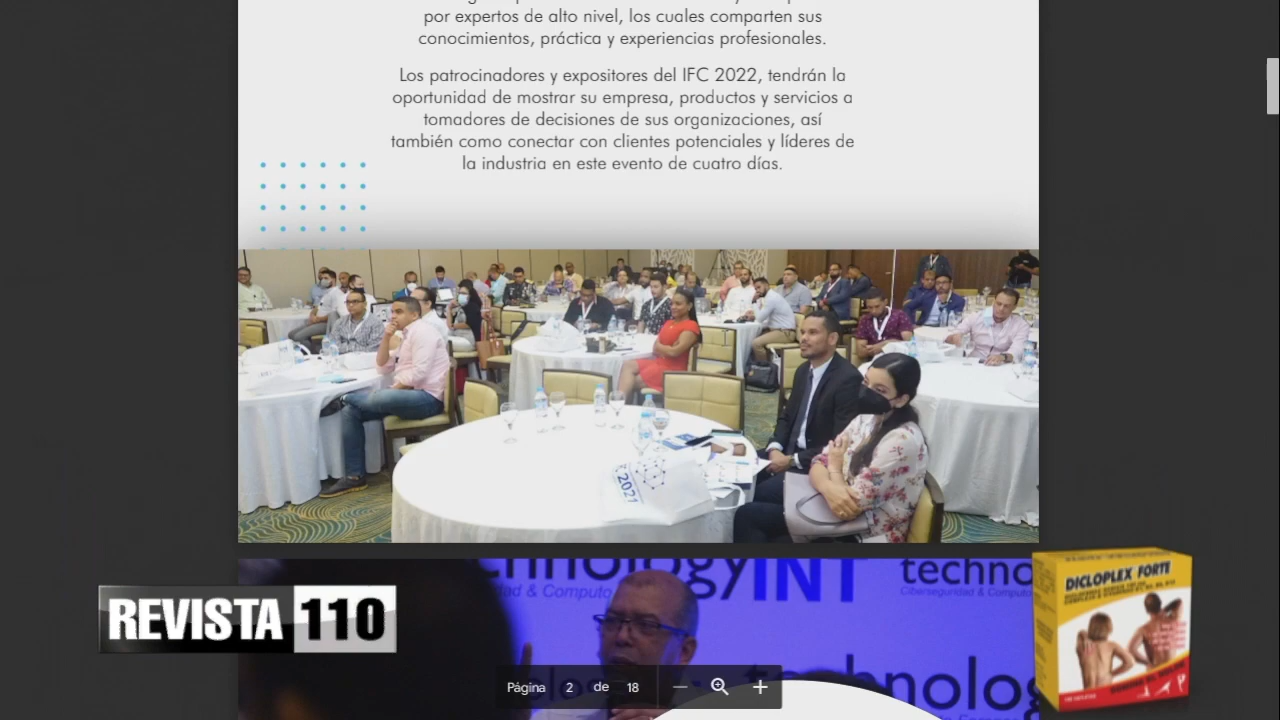 por expertos de alto nivel, los cuales comparten sus
conocimientos, práctica y experiencias profesionales.
Los patrocinadores y expositores del IFC 2022, tendrán la
oportunidad de mostrar su empresa, productos y servicios a
tomadores de decisiones de sus organizaciones, así
también como conectar con clientes potenciales y líderes de
la industria en este evento de cuatro días.
2021
technologyINT
techno
dad & Computo
Ciberseguridad & Computo
DICLOPLEX FORTE
REVISTA 110
Página 2 de 18